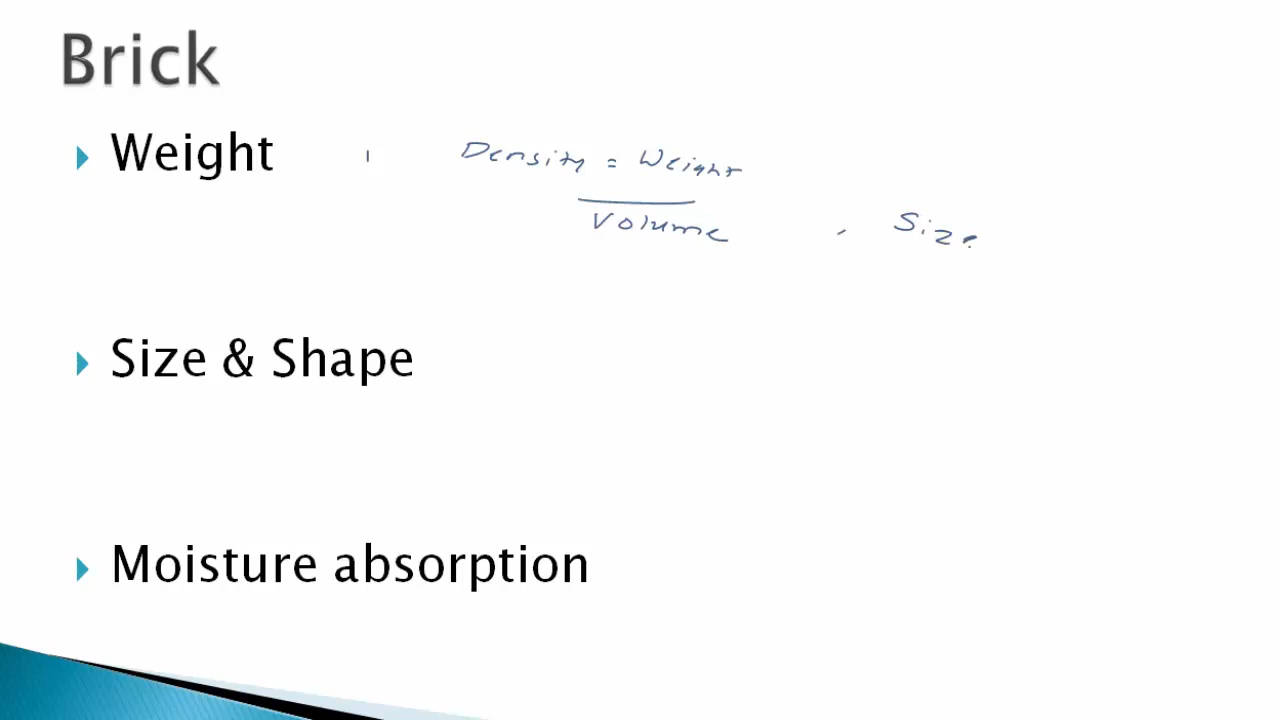 Brick
Weight
Density = Weight
Volume , Size
Size & Shape
Moisture absorption